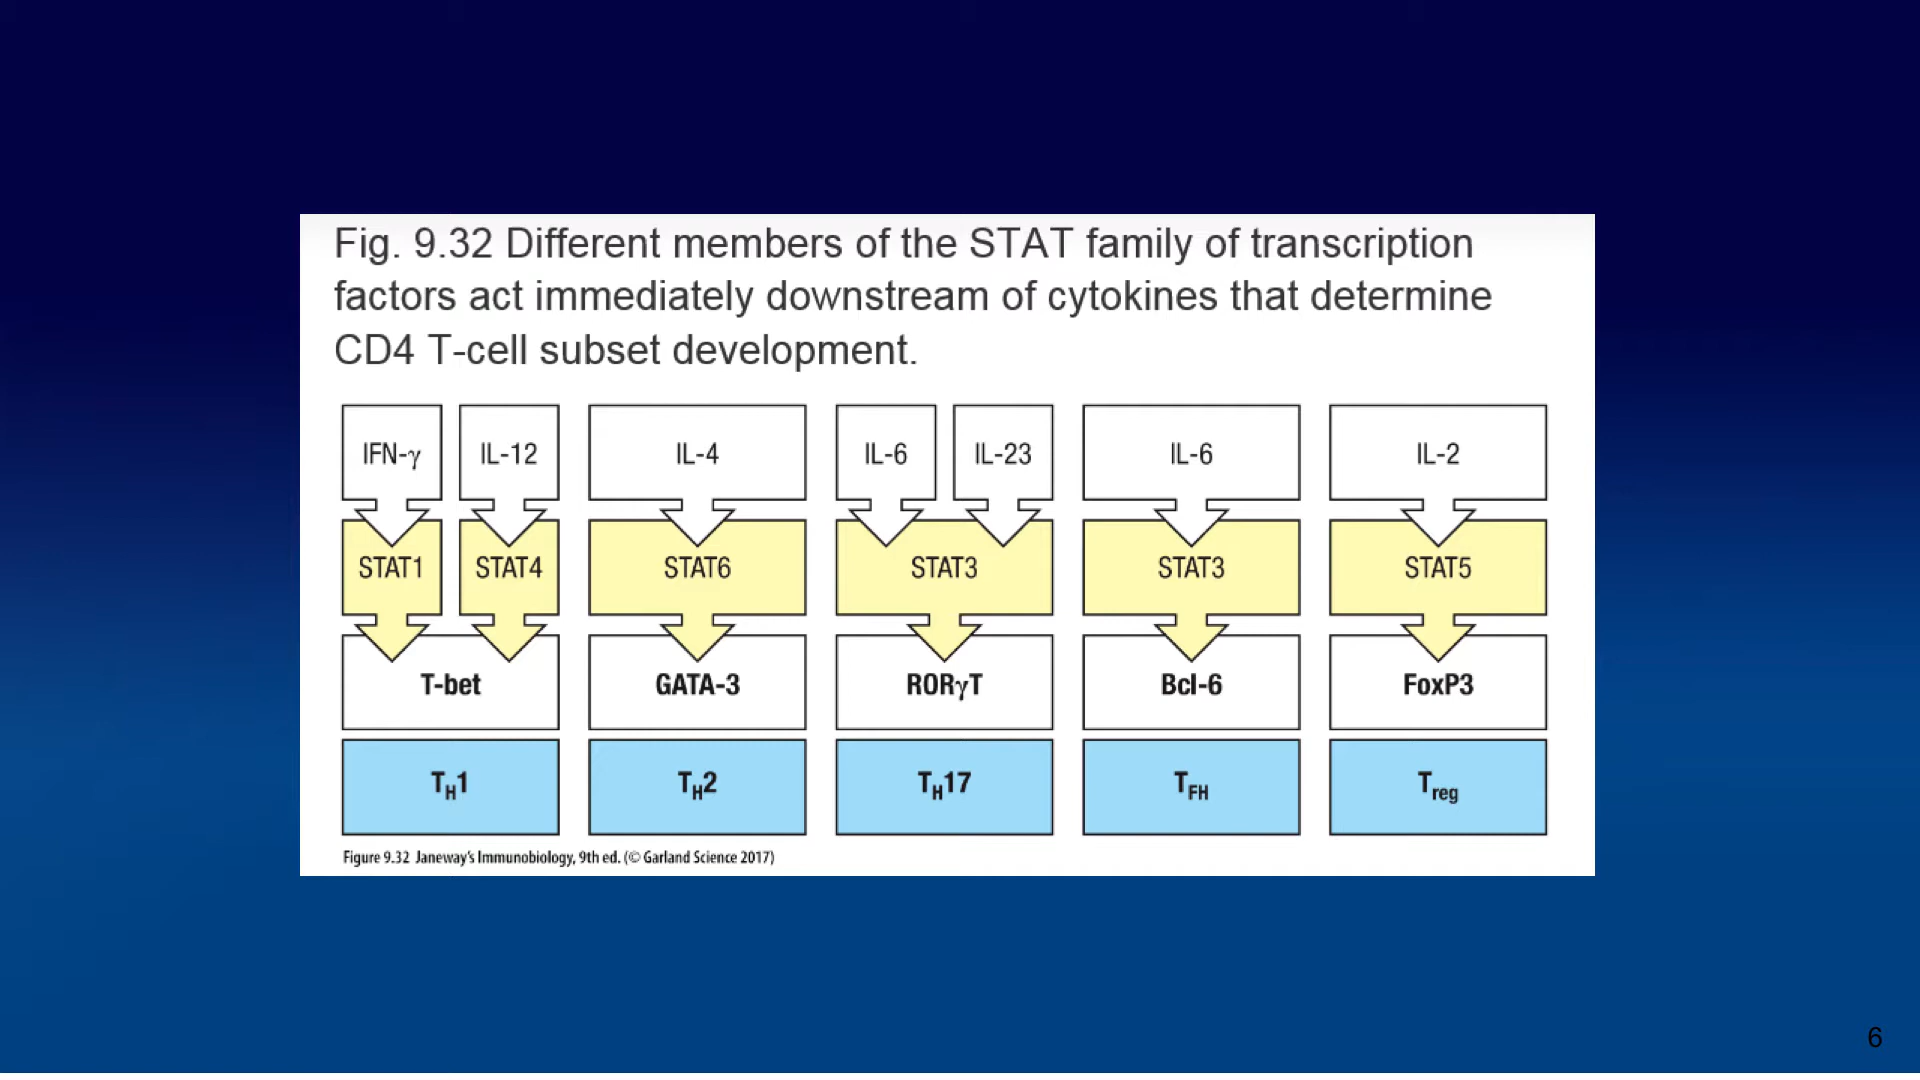 Fig. 9.32 Different members of the STAT family of transcription
factors act immediately downstream of cytokines that determine
CD4 T-cell subset development.
IFN-γ IL-12 IL-4 IL-6 IL-23 IL-6 IL-2
STAT1 STAT4 STAT6 STAT3 STAT3 STAT5
T-bet GATA-3 RORγT Bcl-6 FoxP3
TH1 TH2 TH17 TFH Treg
Figure 9.32 Janeway's Immunobiology, 9th ed. (© Garland Science 2017)
6